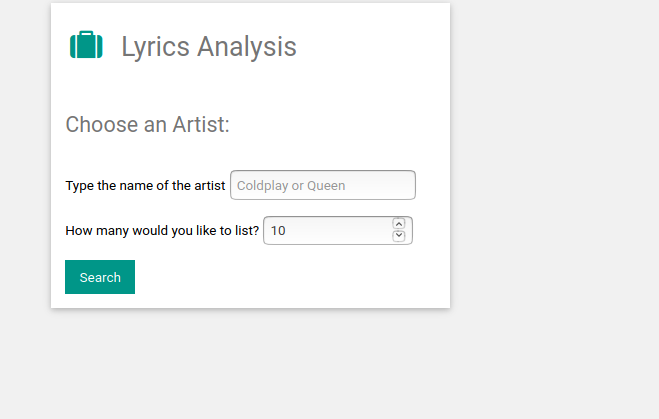 Lyrics Analysis
Choose an Artist:
Type the name of the artist Coldplay or Queen
How many would you like to list? 10
Search